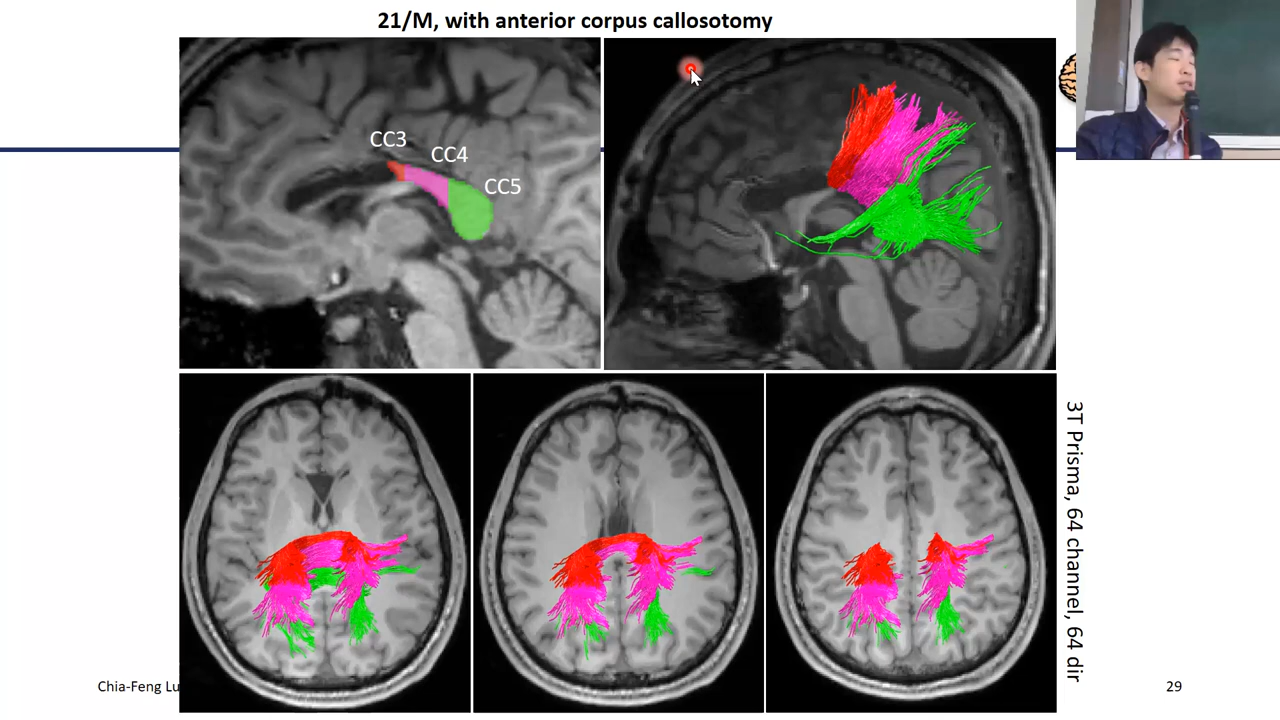 21/M, with anterior corpus callosotomy
CC3
CC4
CC5
3T Prisma, 64 channel, 64 dir
Chia-Feng Lu
29